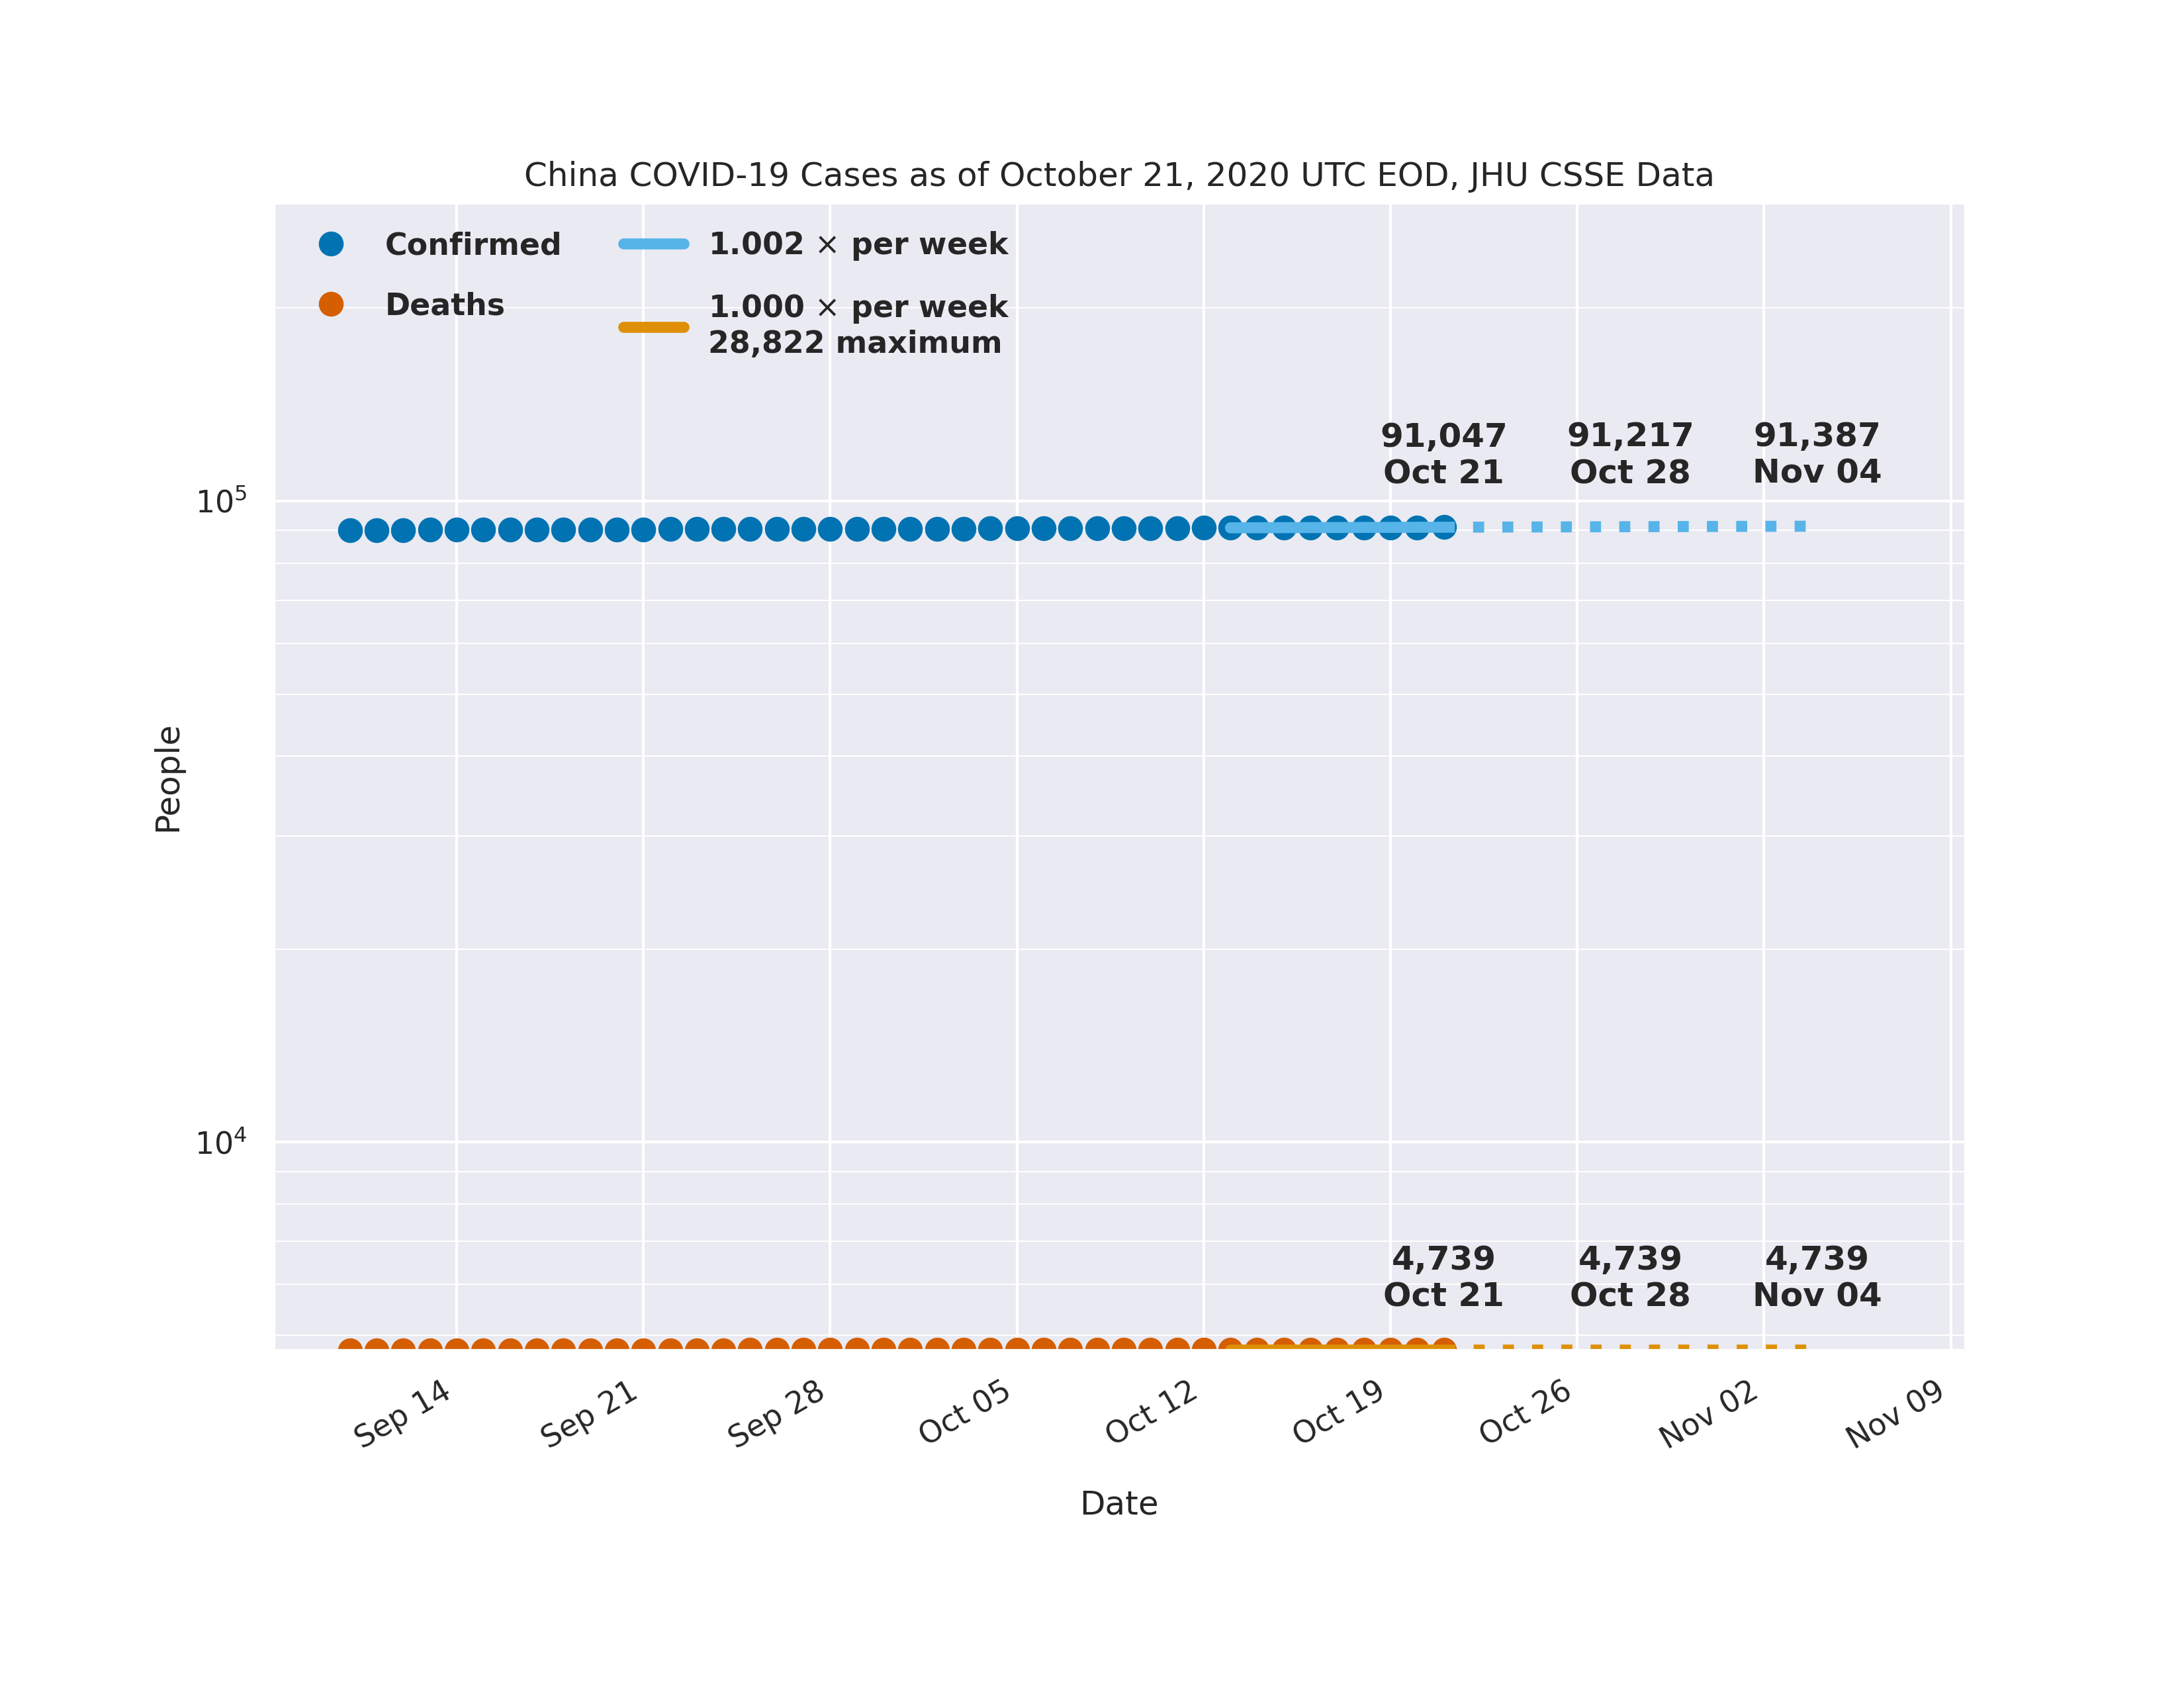 China COVID-19 Cases as of October 21, 2020 UTC EOD, JHU CSSE Data
Confirmed
Deaths
1.002 × per week
1.000 × per week
28,822 maximum
91,047
Oct 21
91,217
Oct 28
91,387
Nov 04
10⁵
People
10⁴
4,739
Oct 21
4,739
Oct 28
4,739
Nov 04
Sep 14
Sep 21
Sep 28
Oct 05
Oct 12
Oct 19
Oct 26
Nov 02
Nov 09
Date